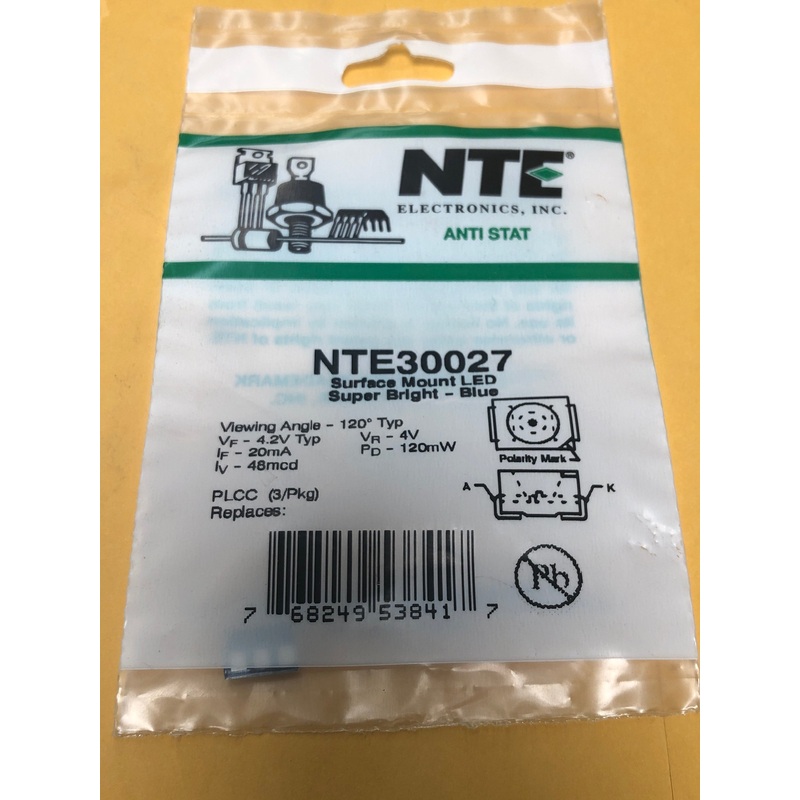 NTE®
ELECTRONICS, INC.
ANTI STAT
NTE30027
Surface Mount LED
Super Bright – Blue
Viewing Angle – 120° Typ
VF – 4.2V Typ VR – 4V
IF – 20mA PD – 120mW
IV – 48mcd
Polarity Mark
A K
PLCC (3/Pkg)
Replaces:
Pb
7 68249 53841 7